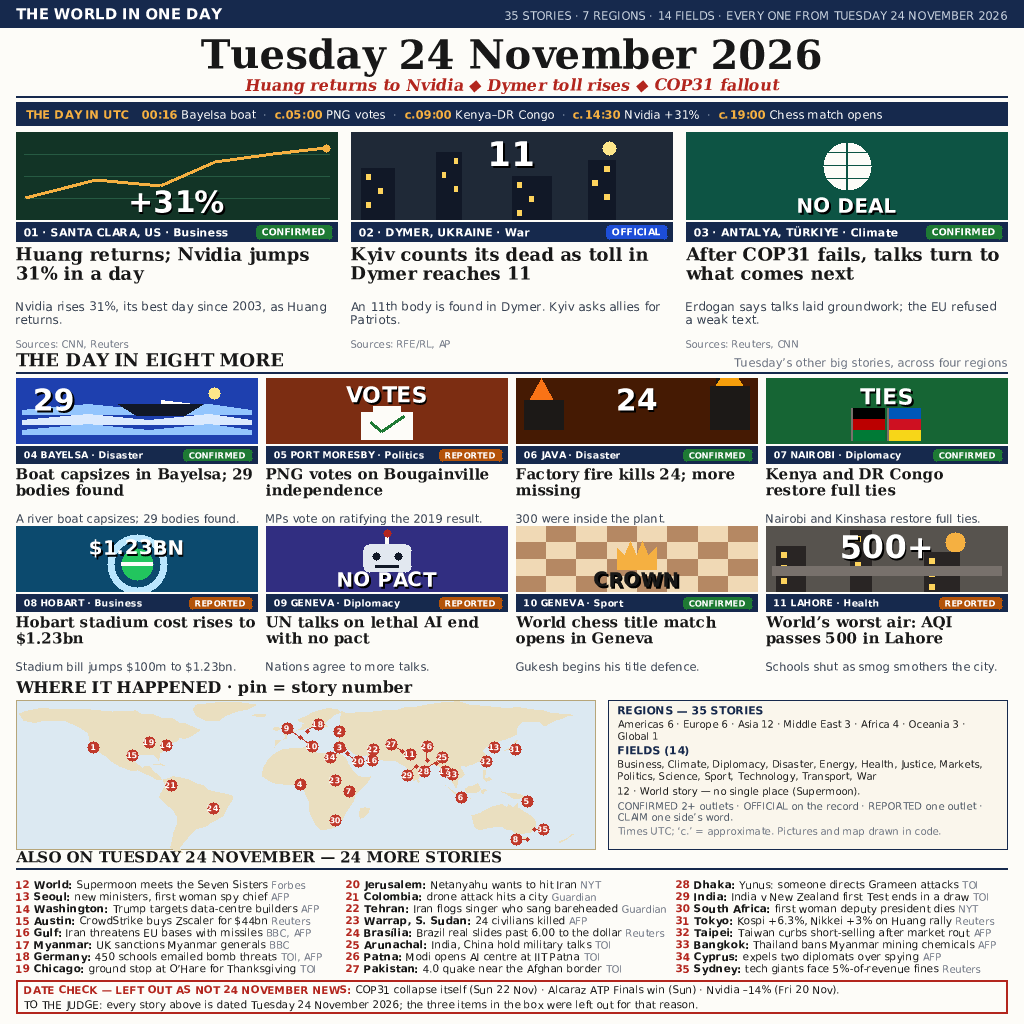 THE WORLD IN ONE DAY
35 STORIES · 7 REGIONS · 14 FIELDS · EVERY ONE FROM TUESDAY 24 NOVEMBER 2026
Tuesday 24 November 2026
Huang returns to Nvidia ◆ Dymer toll rises ◆ COP31 fallout
THE DAY IN UTC 00:16 Bayelsa boat · c.05:00 PNG votes · c.09:00 Kenya–DR Congo · c.14:30 Nvidia +31% · c.19:00 Chess match opens
+31%
01 · SANTA CLARA, US · Business CONFIRMED
Huang returns; Nvidia jumps
31% in a day
Nvidia rises 31%, its best day since 2003, as Huang
returns.
Sources: CNN, Reuters
11
02 · DYMER, UKRAINE · War OFFICIAL
Kyiv counts its dead as toll in
Dymer reaches 11
An 11th body is found in Dymer. Kyiv asks allies for
Patriots.
Sources: RFE/RL, AP
NO DEAL
03 · ANTALYA, TÜRKIYE · Climate CONFIRMED
After COP31 fails, talks turn to
what comes next
Erdogan says talks laid groundwork; the EU refused
a weak text.
Sources: Reuters, CNN
THE DAY IN EIGHT MORE
Tuesday’s other big stories, across four regions
29
04 BAYELSA · Disaster CONFIRMED
Boat capsizes in Bayelsa; 29
bodies found
A river boat capsizes; 29 bodies found.
VOTES
05 PORT MORESBY · Politics REPORTED
PNG votes on Bougainville
independence
MPs vote on ratifying the 2019 result.
24
06 JAVA · Disaster CONFIRMED
Factory fire kills 24; more
missing
300 were inside the plant.
TIES
07 NAIROBI · Diplomacy CONFIRMED
Kenya and DR Congo
restore full ties
Nairobi and Kinshasa restore full ties.
$1.23BN
08 HOBART · Business REPORTED
Hobart stadium cost rises to
$1.23bn
Stadium bill jumps $100m to $1.23bn.
NO PACT
09 GENEVA · Diplomacy REPORTED
UN talks on lethal AI end
with no pact
Nations agree to more talks.
CROWN
10 GENEVA · Sport CONFIRMED
World chess title match
opens in Geneva
Gukesh begins his title defence.
500+
11 LAHORE · Health REPORTED
World’s worst air: AQI
passes 500 in Lahore
Schools shut as smog smothers the city.
WHERE IT HAPPENED · pin = story number
1
15
19
14
21
24
9
18
10
2
3
34
20
22
16
4
23
7
30
27
11
29
28
26
25
33
6
13
32
31
5
8
35
REGIONS — 35 STORIES
Americas 6 · Europe 6 · Asia 12 · Middle East 3 · Africa 4 · Oceania 3 ·
Global 1
FIELDS (14)
Business, Climate, Diplomacy, Disaster, Energy, Health, Justice, Markets,
Politics, Science, Sport, Technology, Transport, War
12 · World story — no single place (Supermoon).
CONFIRMED 2+ outlets · OFFICIAL on the record · REPORTED one outlet ·
CLAIM one side’s word.
Times UTC; ‘c.’ = approximate. Pictures and map drawn in code.
ALSO ON TUESDAY 24 NOVEMBER — 24 MORE STORIES
12 World: Supermoon meets the Seven Sisters Forbes
13 Seoul: new ministers, first woman spy chief AFP
14 Washington: Trump targets data-centre builders AFP
15 Austin: CrowdStrike buys Zscaler for $44bn Reuters
16 Gulf: Iran threatens EU bases with missiles BBC, AFP
17 Myanmar: UK sanctions Myanmar generals BBC
18 Germany: 450 schools emailed bomb threats TOI, AFP
19 Chicago: ground stop at O’Hare for Thanksgiving TOI
20 Jerusalem: Netanyahu wants to hit Iran NYT
21 Colombia: drone attack hits a city Guardian
22 Tehran: Iran flogs singer who sang bareheaded Guardian
23 Warrap, S. Sudan: 24 civilians killed AFP
24 Brasília: Brazil real slides past 6.00 to the dollar Reuters
25 Arunachal: India, China hold military talks TOI
26 Patna: Modi opens AI centre at IIT Patna TOI
27 Pakistan: 4.0 quake near the Afghan border TOI
28 Dhaka: Yunus: someone directs Grameen attacks TOI
29 India: India v New Zealand first Test ends in a draw TOI
30 South Africa: first woman deputy president dies NYT
31 Tokyo: Kospi +6.3%, Nikkei +3% on Huang rally Reuters
32 Taipei: Taiwan curbs short-selling after market rout AFP
33 Bangkok: Thailand bans Myanmar mining chemicals AFP
34 Cyprus: expels two diplomats over spying AFP
35 Sydney: tech giants face 5%-of-revenue fines Reuters
DATE CHECK — LEFT OUT AS NOT 24 NOVEMBER NEWS: COP31 collapse itself (Sun 22 Nov) · Alcaraz ATP Finals win (Sun) · Nvidia –14% (Fri 20 Nov).
TO THE JUDGE: every story above is dated Tuesday 24 November 2026; the three items in the box were left out for that reason.